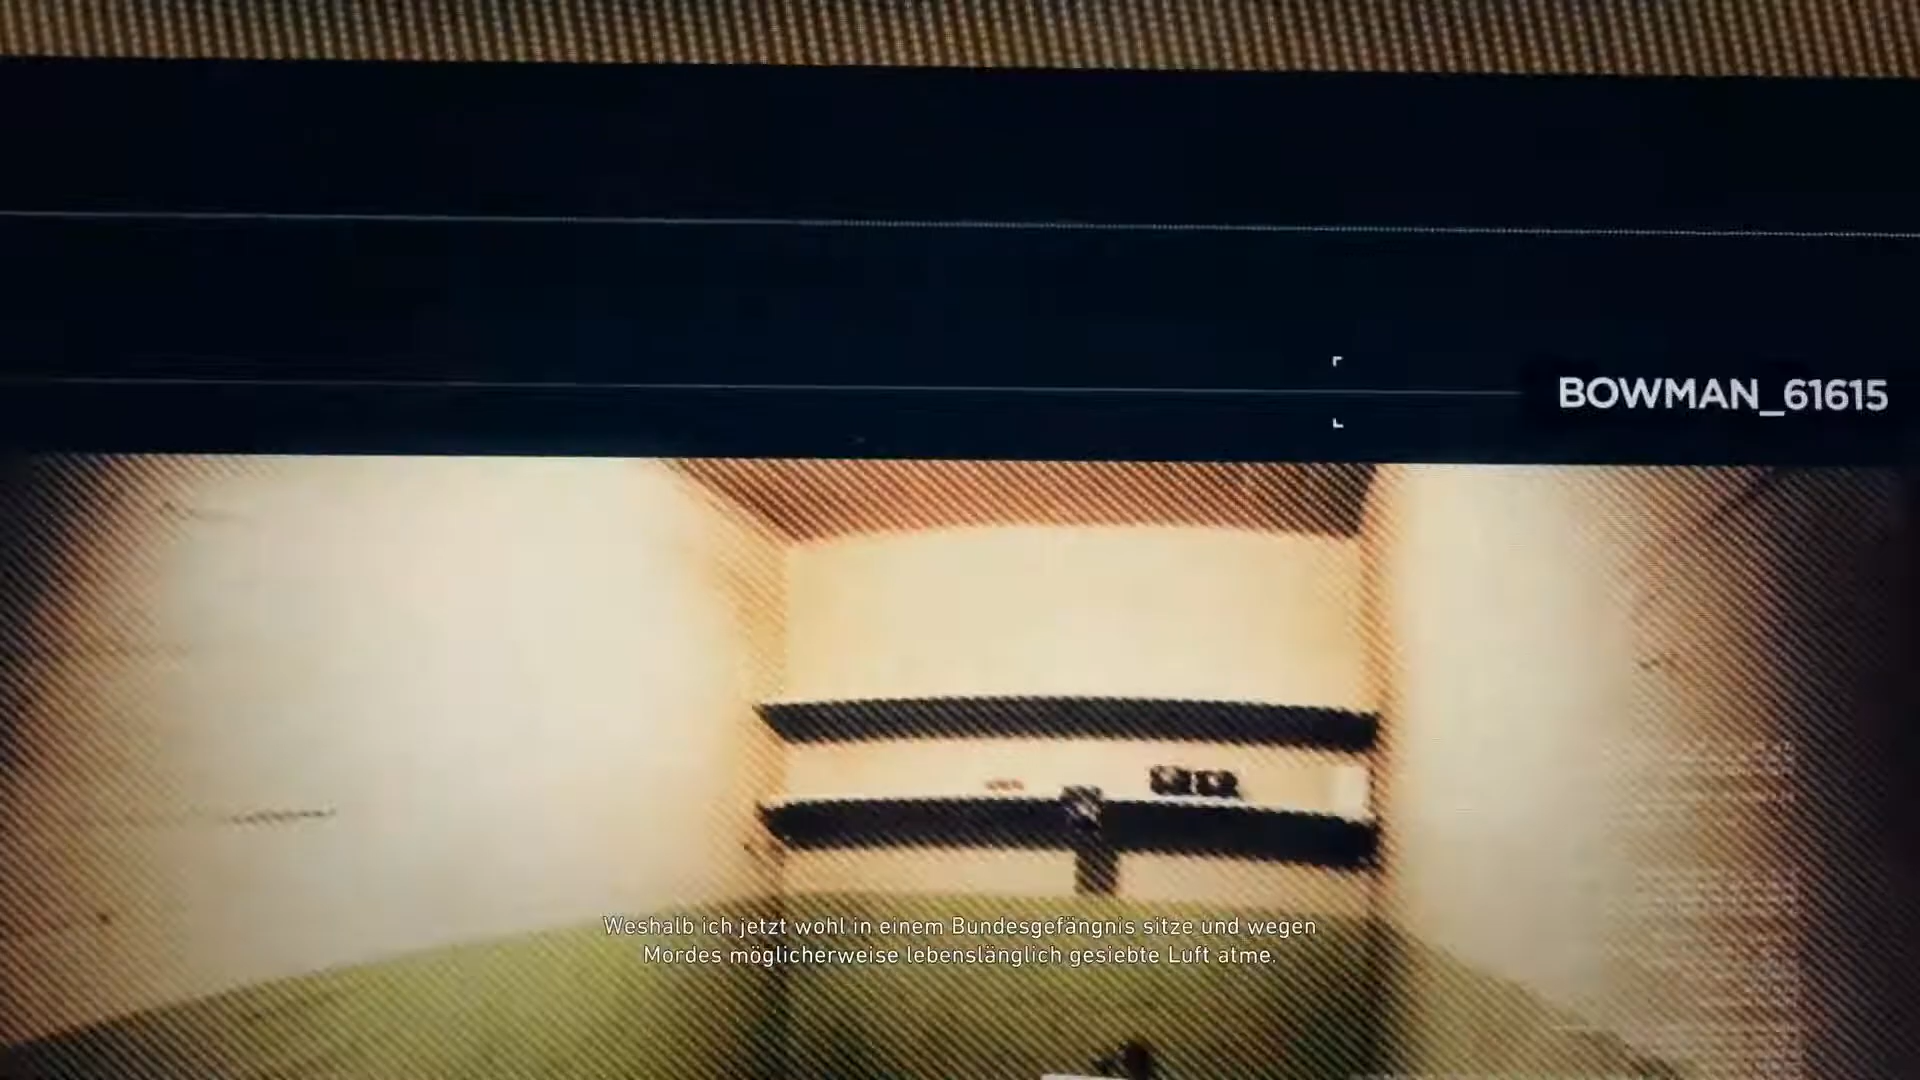 BOWMAN_61615
Weshalb ich jetzt wohl in einem Bundesgefängnis sitze und wegen
Mordes möglicherweise lebenslänglich gesiebte Luft atme.